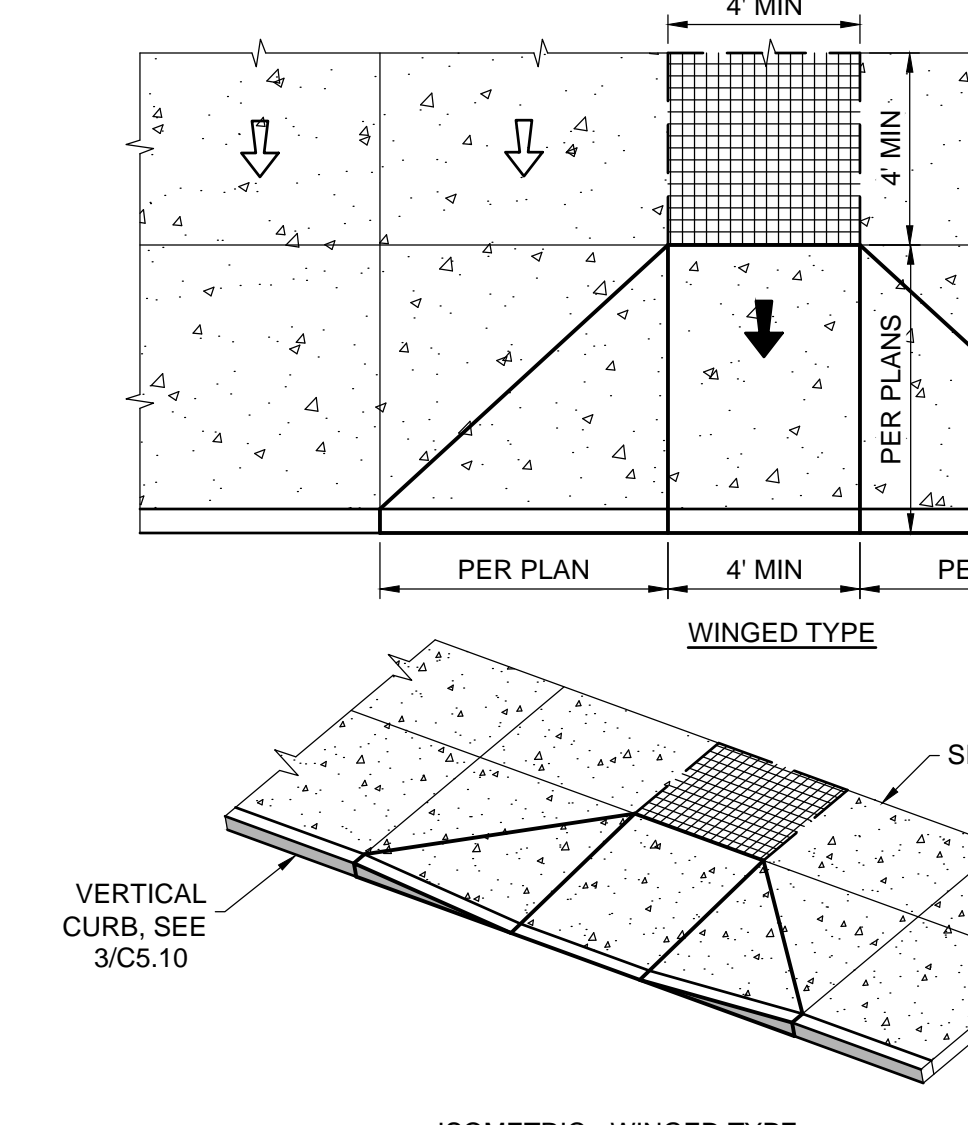 4' MIN
4' MIN
PER PLANS
PER PLAN
4' MIN
WINGED TYPE
VERTICAL
CURB, SEE
3/C5.10